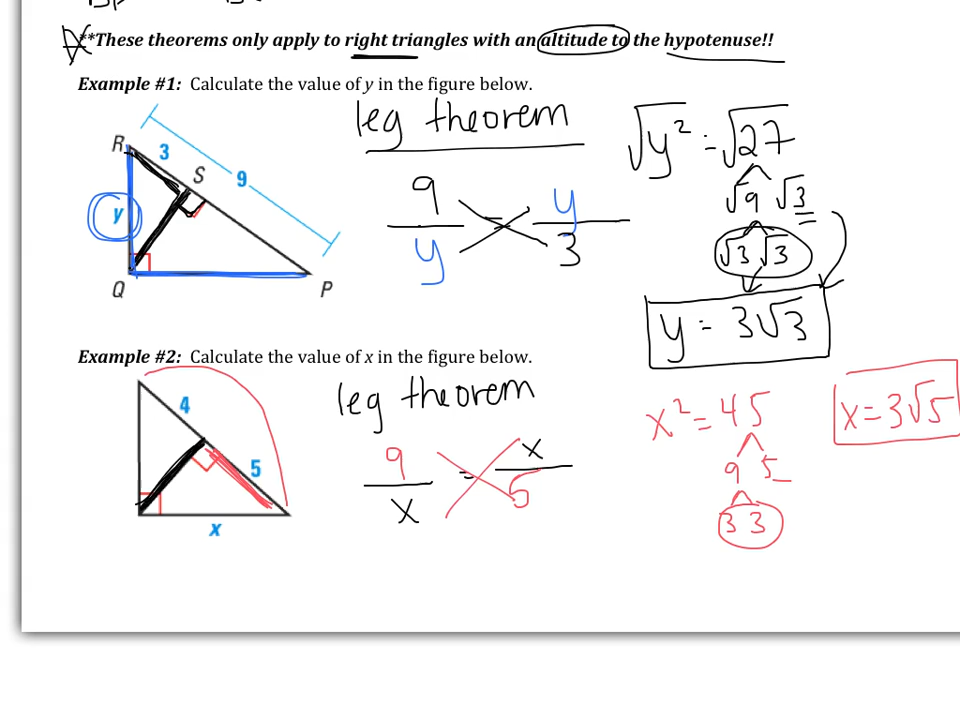 **These theorems only apply to right triangles with an altitude to the hypotenuse!!
Example #1: Calculate the value of y in the figure below.
leg theorem
R 3 S 9 y Q P
9/y = y/3
√y² = √27
√9 √3
√3 √3
y = 3√3
Example #2: Calculate the value of x in the figure below.
leg theorem
4 5 x
9/x = x/5
x² = 45
9 5
3 3
x = 3√5